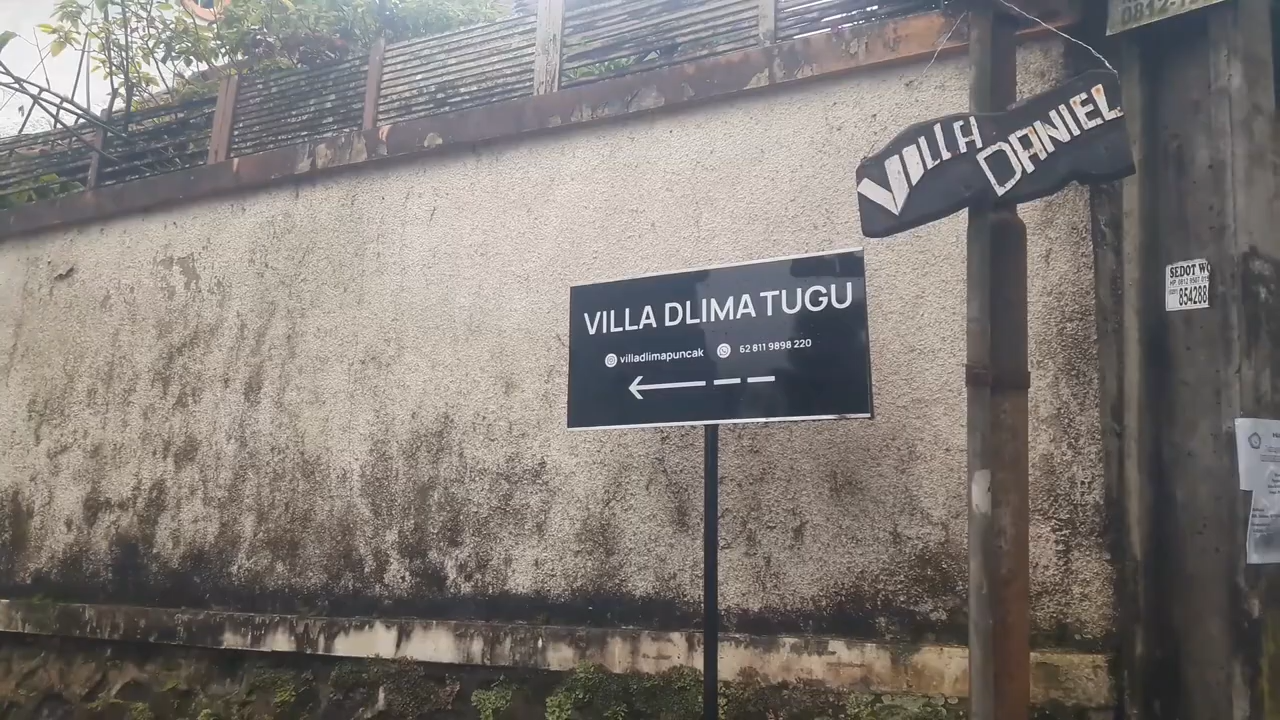 VILLA DANIEL
VILLA DLIMA TUGU
villadlimapuncak 62 811 9898 220
SEDOT WC
854288